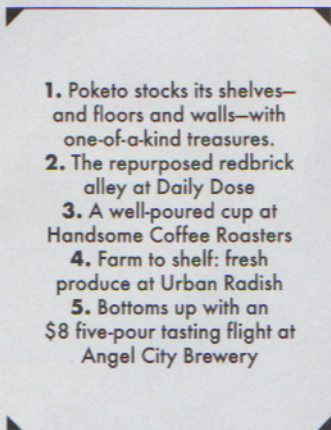 1. Poketo stocks its shelves—
and floors and walls—with
one-of-a-kind treasures.
2. The repurposed redbrick
alley at Daily Dose
3. A well-poured cup at
Handsome Coffee Roasters
4. Farm to shelf: fresh
produce at Urban Radish
5. Bottoms up with an
$8 five-pour tasting flight at
Angel City Brewery